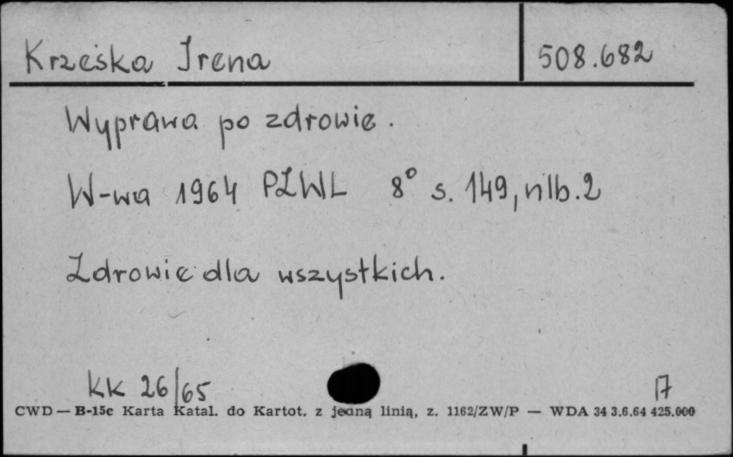 Krześka Irena 508.682
Wyprawa po zdrowie.
W-wa 1964 PZWL 8° s. 149, nlb. 2
Zdrowie dla wszystkich.
KK 26/65 17
CWD — B-15c Karta Katal. do Kartot. z jedną linią, z. 1162/ZW/P — WDA 34 3.6.64 425.000